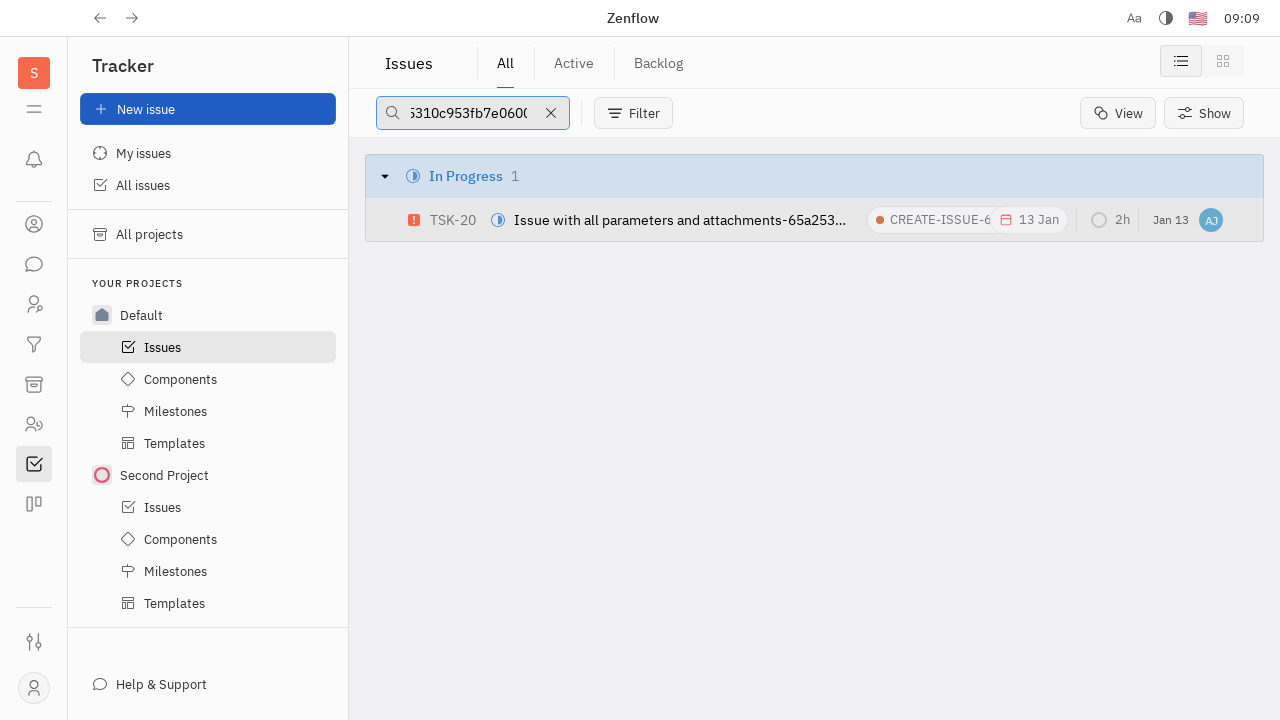 Zenflow
Aa
09:09
S
Tracker
New issue
My issues
All issues
All projects
YOUR PROJECTS
Default
Issues
Components
Milestones
Templates
Second Project
Issues
Components
Milestones
Templates
Help & Support
Issues
All
Active
Backlog
5310c953fb7e0600
Filter
View
Show
In Progress 1
TSK-20
Issue with all parameters and attachments-65a253...
CREATE-ISSUE-6
13 Jan
2h
Jan 13
AJ